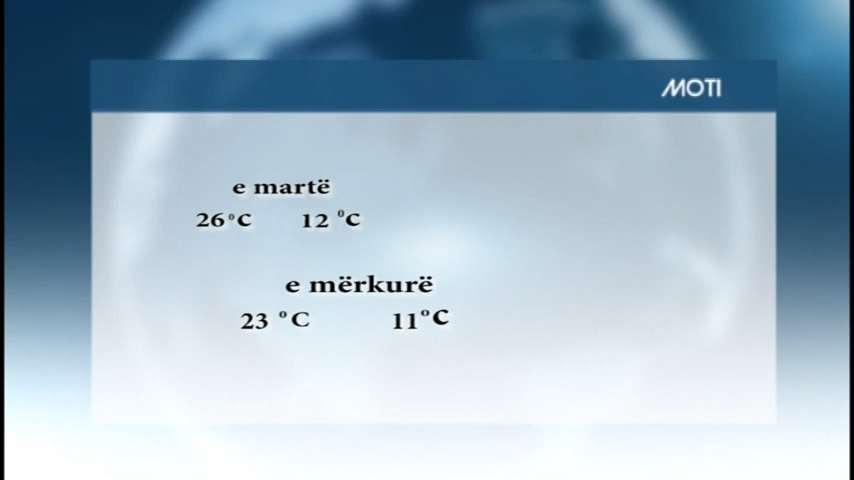 MOTI
e martë
26°C 12 °C
e mërkurë
23 °C 11°C